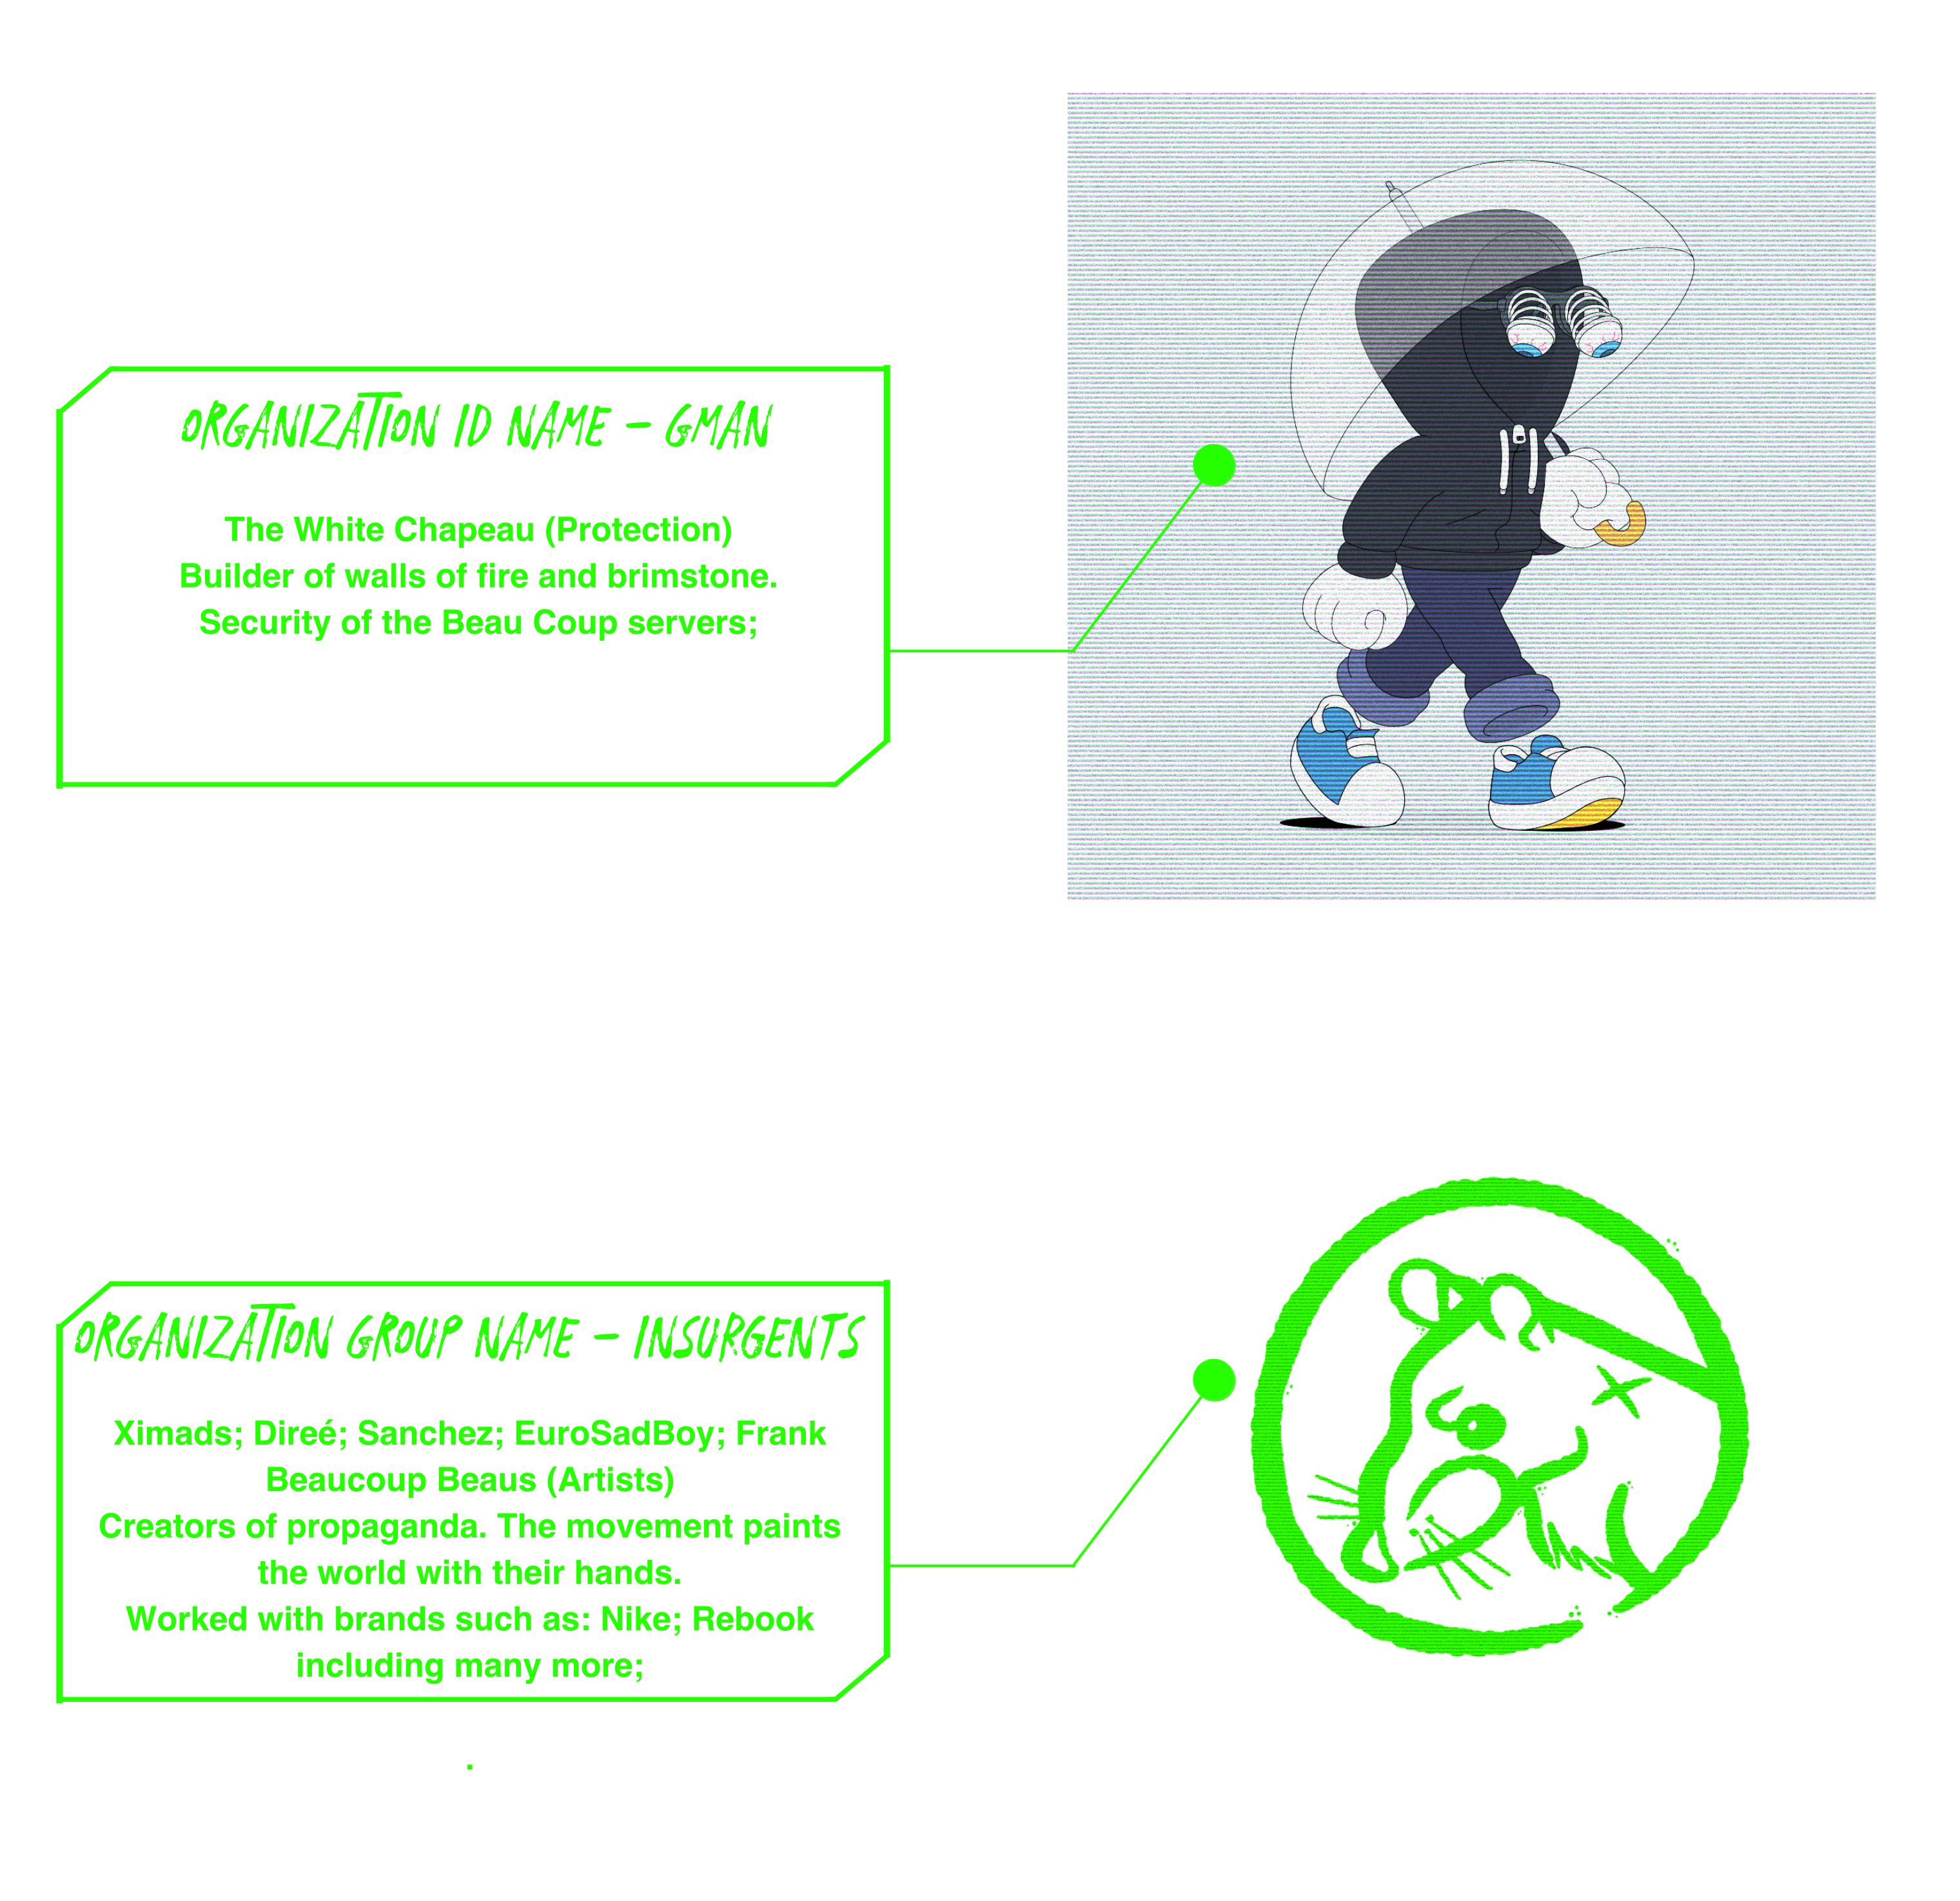 ORGANIZATION ID NAME - GMAN
The White Chapeau (Protection)
Builder of walls of fire and brimstone.
Security of the Beau Coup servers;
ORGANIZATION GROUP NAME - INSURGENTS
Ximads; Direé; Sanchez; EuroSadBoy; Frank
Beaucoup Beaus (Artists)
Creators of propaganda. The movement paints
the world with their hands.
Worked with brands such as: Nike; Rebook
including many more;
.